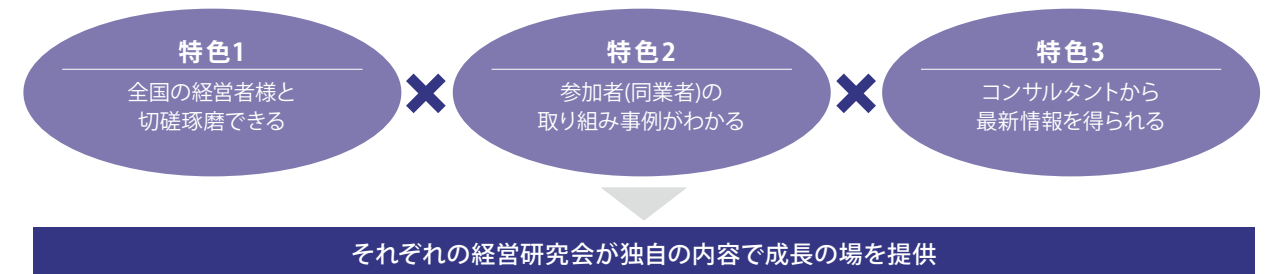 特色1
全国の経営者様と
切磋琢磨できる
特色2
参加者(同業者)の
取り組み事例がわかる
特色3
コンサルタントから
最新情報を得られる
それぞれの経営研究会が独自の内容で成長の場を提供